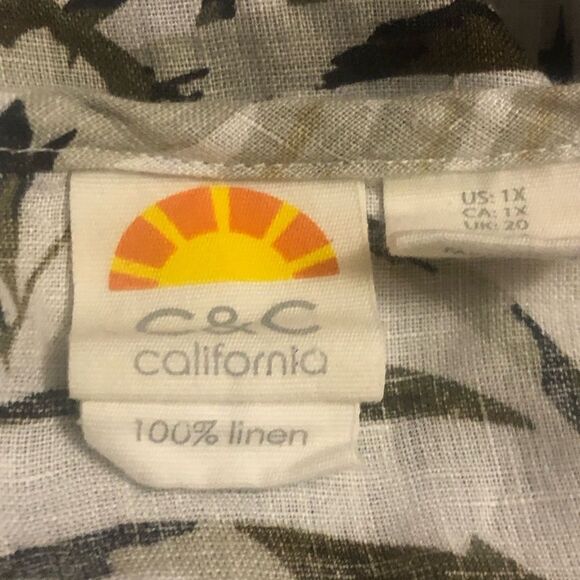 C&C
california
100% linen
US: 1X
CA: 1X
UK: 20